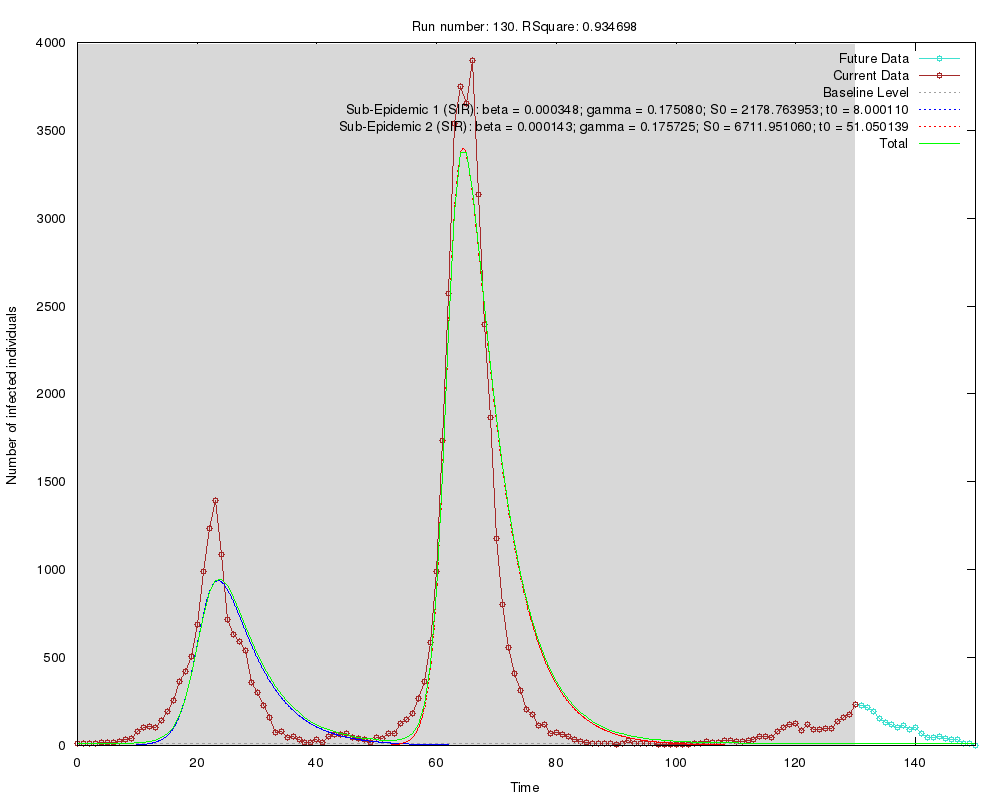 Run number: 130. RSquare: 0.934698
Future Data
Current Data
Baseline Level
Sub-Epidemic 1 (SIR): beta = 0.000348; gamma = 0.175080; S0 = 2178.763953; t0 = 8.000110
Sub-Epidemic 2 (SIR): beta = 0.000143; gamma = 0.175725; S0 = 6711.951060; t0 = 51.050139
Total
4000
3500
3000
2500
2000
1500
1000
500
0
Number of infected individuals
0 20 40 60 80 100 120 140
Time